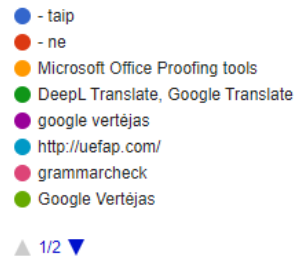 - taip
- ne
Microsoft Office Proofing tools
DeepL Translate, Google Translate
google vertėjas
http://uefap.com/
grammarcheck
Google Vertėjas
1/2